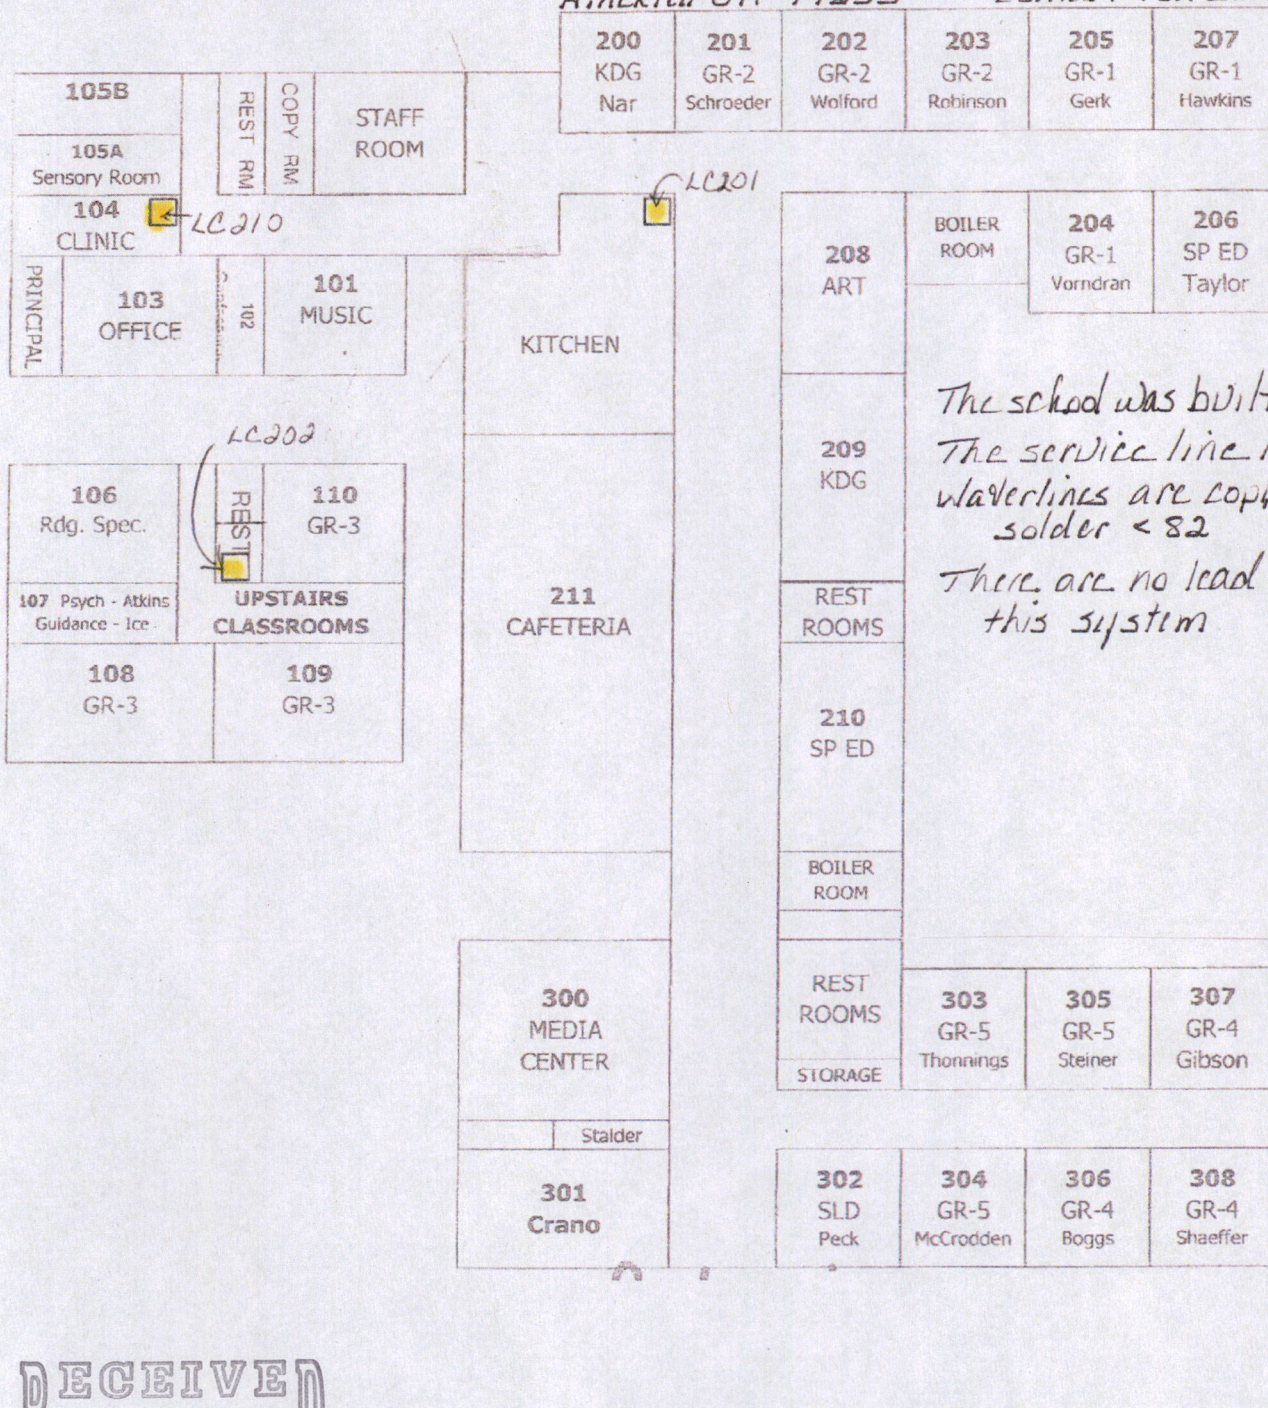 200
KDG
Nar
201
GR-2
Schroeder
202
GR-2
Wolford
203
GR-2
Robinson
205
GR-1
Gerk
207
GR-1
Hawkins
105B
REST RM
COPY RM
STAFF
ROOM
105A
Sensory Room
104
CLINIC
LC210
LC201
PRINCIPAL
103
OFFICE
102
101
MUSIC
KITCHEN
208
ART
BOILER
ROOM
204
GR-1
Vorndran
206
SP ED
Taylor
The school was built
The service line
waterlines are
solder < 82
There are no lead
this system
LC202
106
Rdg. Spec.
REST
110
GR-3
107 Psych - Atkins
Guidance - Ice
UPSTAIRS
CLASSROOMS
108
GR-3
109
GR-3
211
CAFETERIA
209
KDG
REST
ROOMS
210
SP ED
BOILER
ROOM
300
MEDIA
CENTER
Stalder
301
Crano
REST
ROOMS
STORAGE
303
GR-5
Thonnings
305
GR-5
Steiner
307
GR-4
Gibson
302
SLD
Peck
304
GR-5
McCrodden
306
GR-4
Boggs
308
GR-4
Shaeffer
RECEIVED